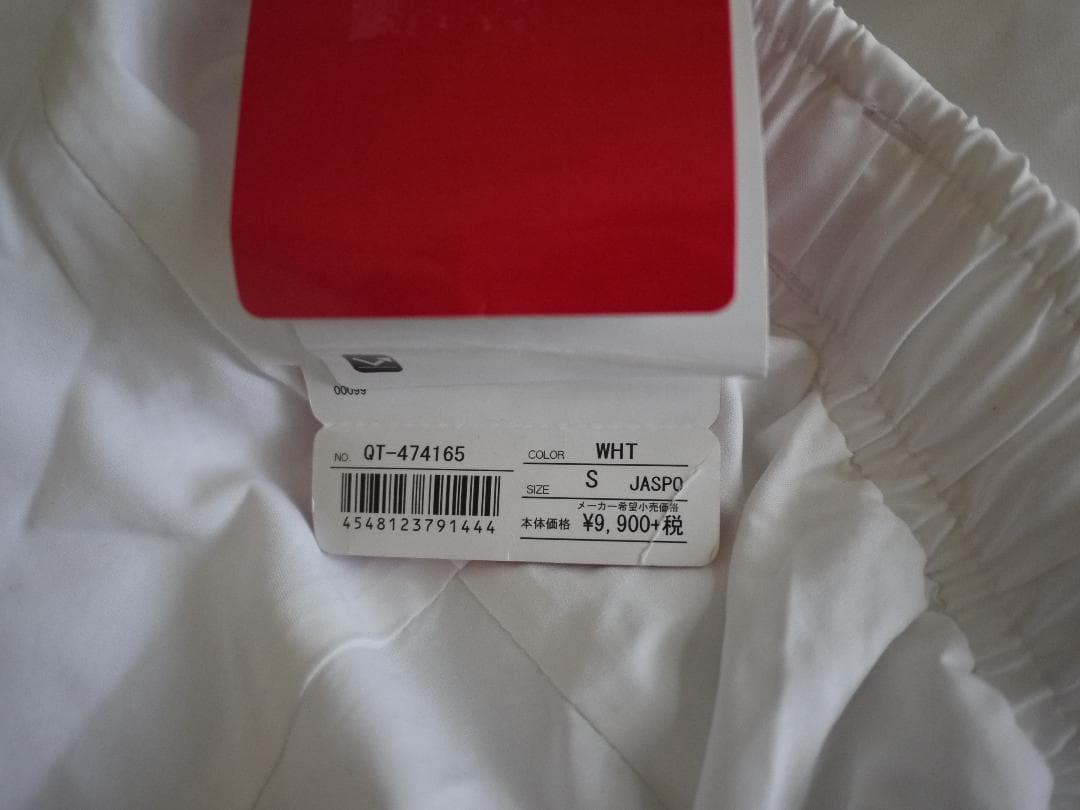 00099
NO. QT-474165
4548123791444
COLOR WHT
SIZE S JASPO
メーカー希望小売価格
本体価格 ¥9,900+税